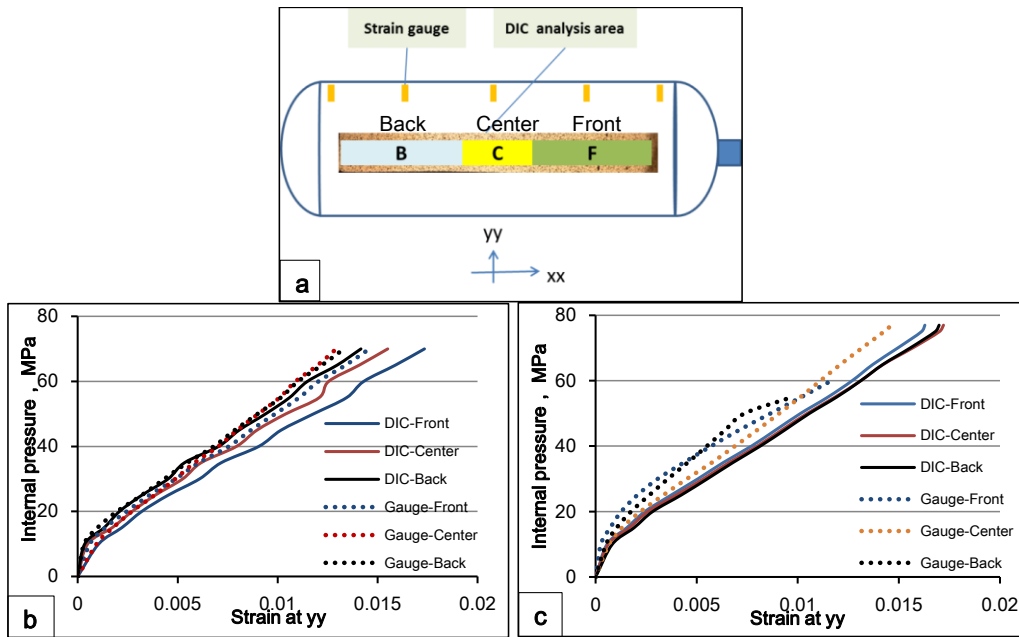 Strain gauge
DIC analysis area
Back
Center
Front
B
C
F
yy
xx
a
80
60
40
20
0
Internal pressure , MPa
0
0.005
0.01
0.015
0.02
Strain at yy
DIC-Front
DIC-Center
DIC-Back
Gauge-Front
Gauge-Center
Gauge-Back
b
80
60
40
20
0
Internal pressure , MPa
0
0.005
0.01
0.015
0.02
Strain at yy
DIC-Front
DIC-Center
DIC-Back
Gauge-Front
Gauge-Center
Gauge-Back
c